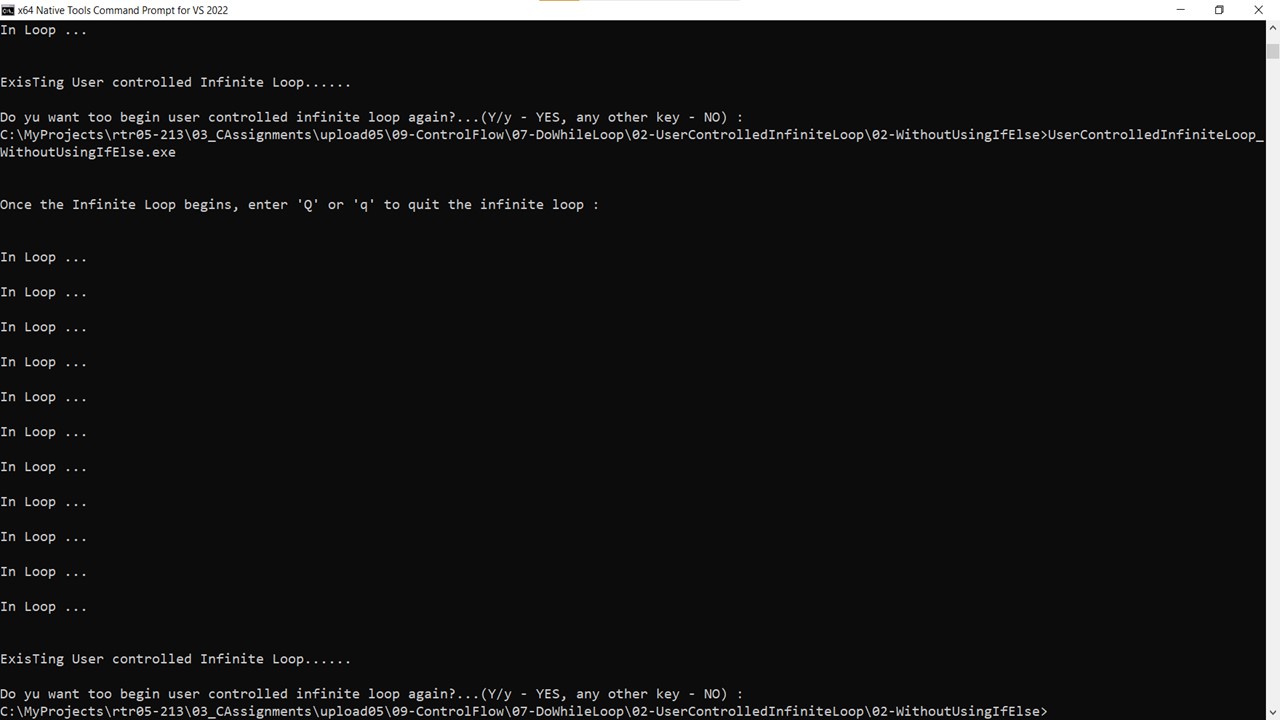 x64 Native Tools Command Prompt for VS 2022
In Loop ...
ExisTing User controlled Infinite Loop......
Do yu want too begin user controlled infinite loop again?...(Y/y - YES, any other key - NO) :
C:\MyProjects\rtr05-213\03_CAssignments\upload05\09-ControlFlow\07-DoWhileLoop\02-UserControlledInfiniteLoop\02-WithoutUsingIfElse>UserControlledInfiniteLoop_
WithoutUsingIfElse.exe
Once the Infinite Loop begins, enter 'Q' or 'q' to quit the infinite loop :
In Loop ...
In Loop ...
In Loop ...
In Loop ...
In Loop ...
In Loop ...
In Loop ...
In Loop ...
In Loop ...
In Loop ...
In Loop ...
ExisTing User controlled Infinite Loop......
Do yu want too begin user controlled infinite loop again?...(Y/y - YES, any other key - NO) :
C:\MyProjects\rtr05-213\03_CAssignments\upload05\09-ControlFlow\07-DoWhileLoop\02-UserControlledInfiniteLoop\02-WithoutUsingIfElse>